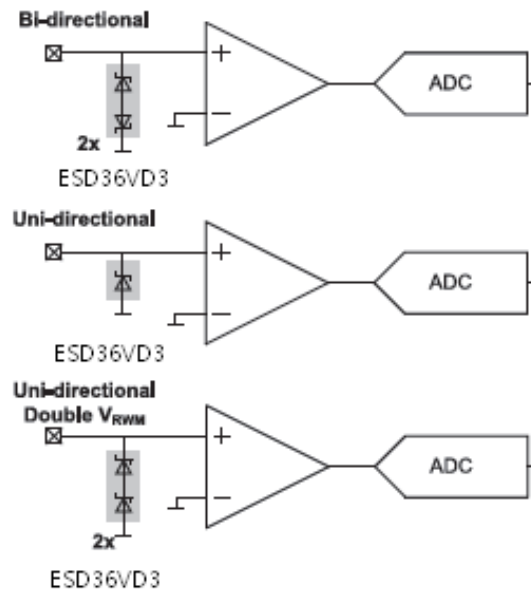 Bi-directional
+
−
ADC
2x
ESD36VD3
Uni-directional
+
−
ADC
ESD36VD3
Uni-directional
Double VRWM
+
−
ADC
2x
ESD36VD3